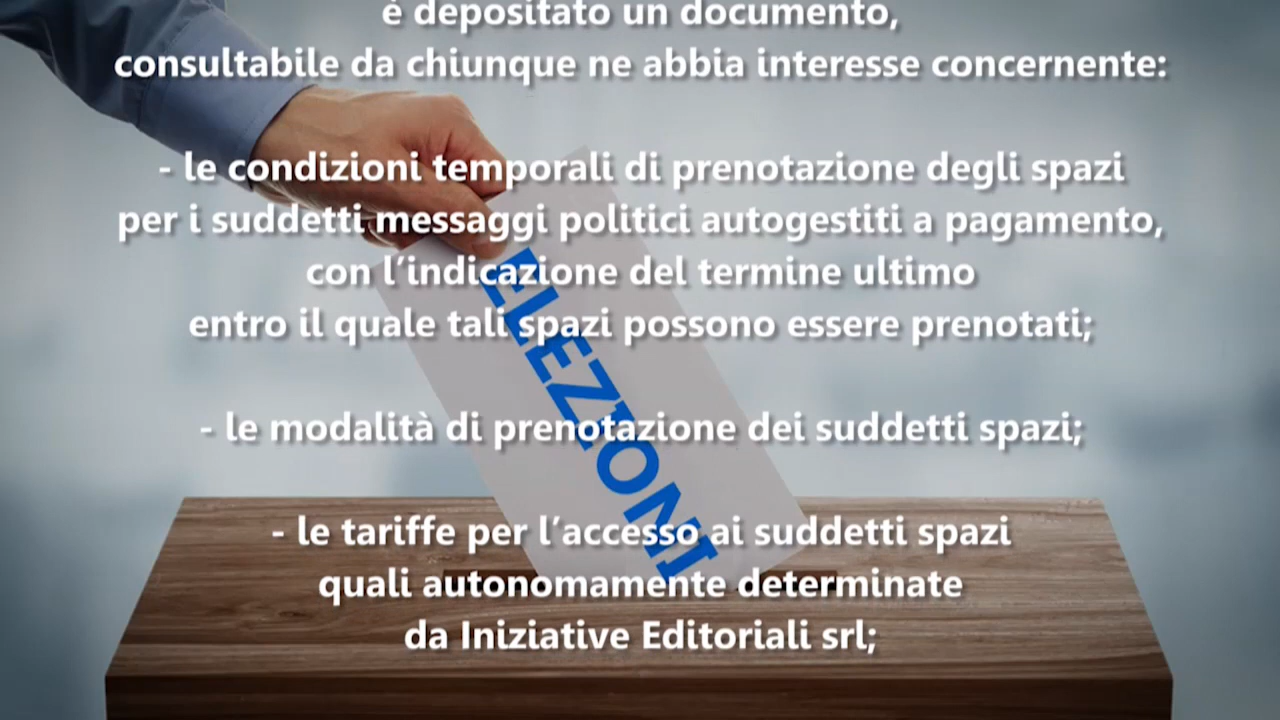 è depositato un documento,
consultabile da chiunque ne abbia interesse concernente:
- le condizioni temporali di prenotazione degli spazi
per i suddetti messaggi politici autogestiti a pagamento,
con l’indicazione del termine ultimo
entro il quale tali spazi possono essere prenotati;
- le modalità di prenotazione dei suddetti spazi;
- le tariffe per l’accesso ai suddetti spazi
quali autonomamente determinate
da Iniziative Editoriali srl;
ELEZIONI